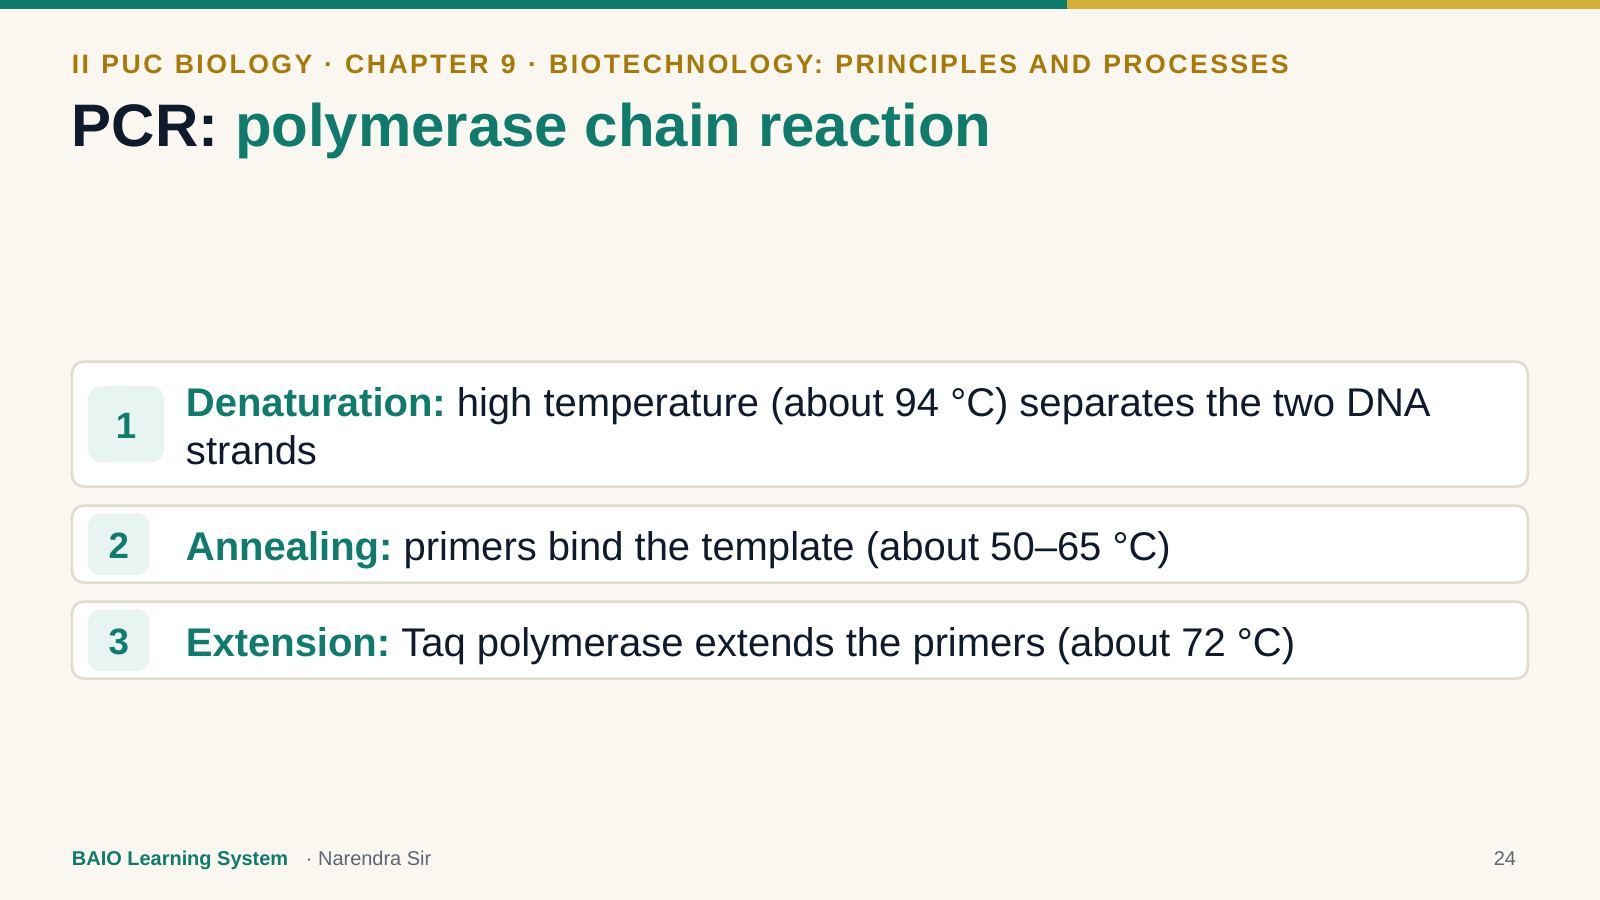 II PUC BIOLOGY · CHAPTER 9 · BIOTECHNOLOGY: PRINCIPLES AND PROCESSES
PCR: polymerase chain reaction
1
Denaturation: high temperature (about 94 °C) separates the two DNA
strands
2
Annealing: primers bind the template (about 50–65 °C)
3
Extension: Taq polymerase extends the primers (about 72 °C)
BAIO Learning System · Narendra Sir
24